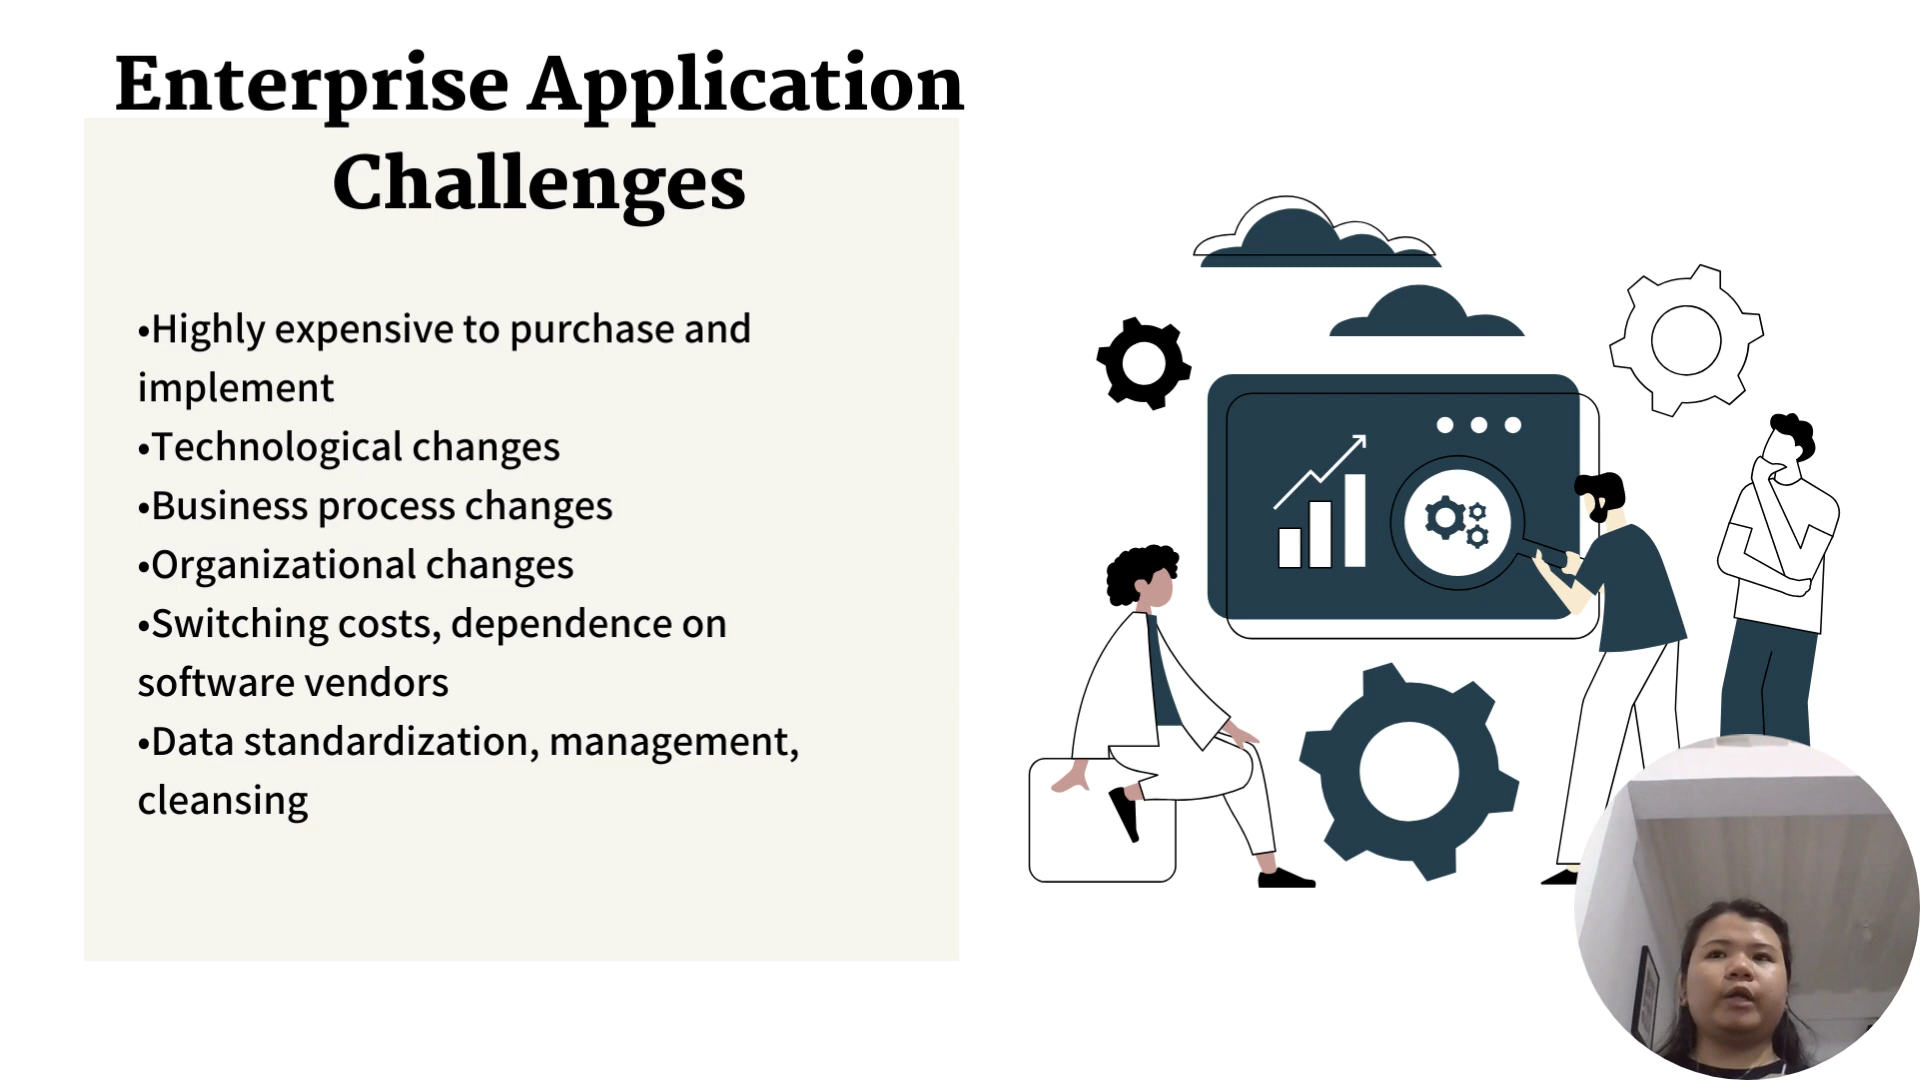 Enterprise Application
Challenges
•Highly expensive to purchase and
implement
•Technological changes
•Business process changes
•Organizational changes
•Switching costs, dependence on
software vendors
•Data standardization, management,
cleansing